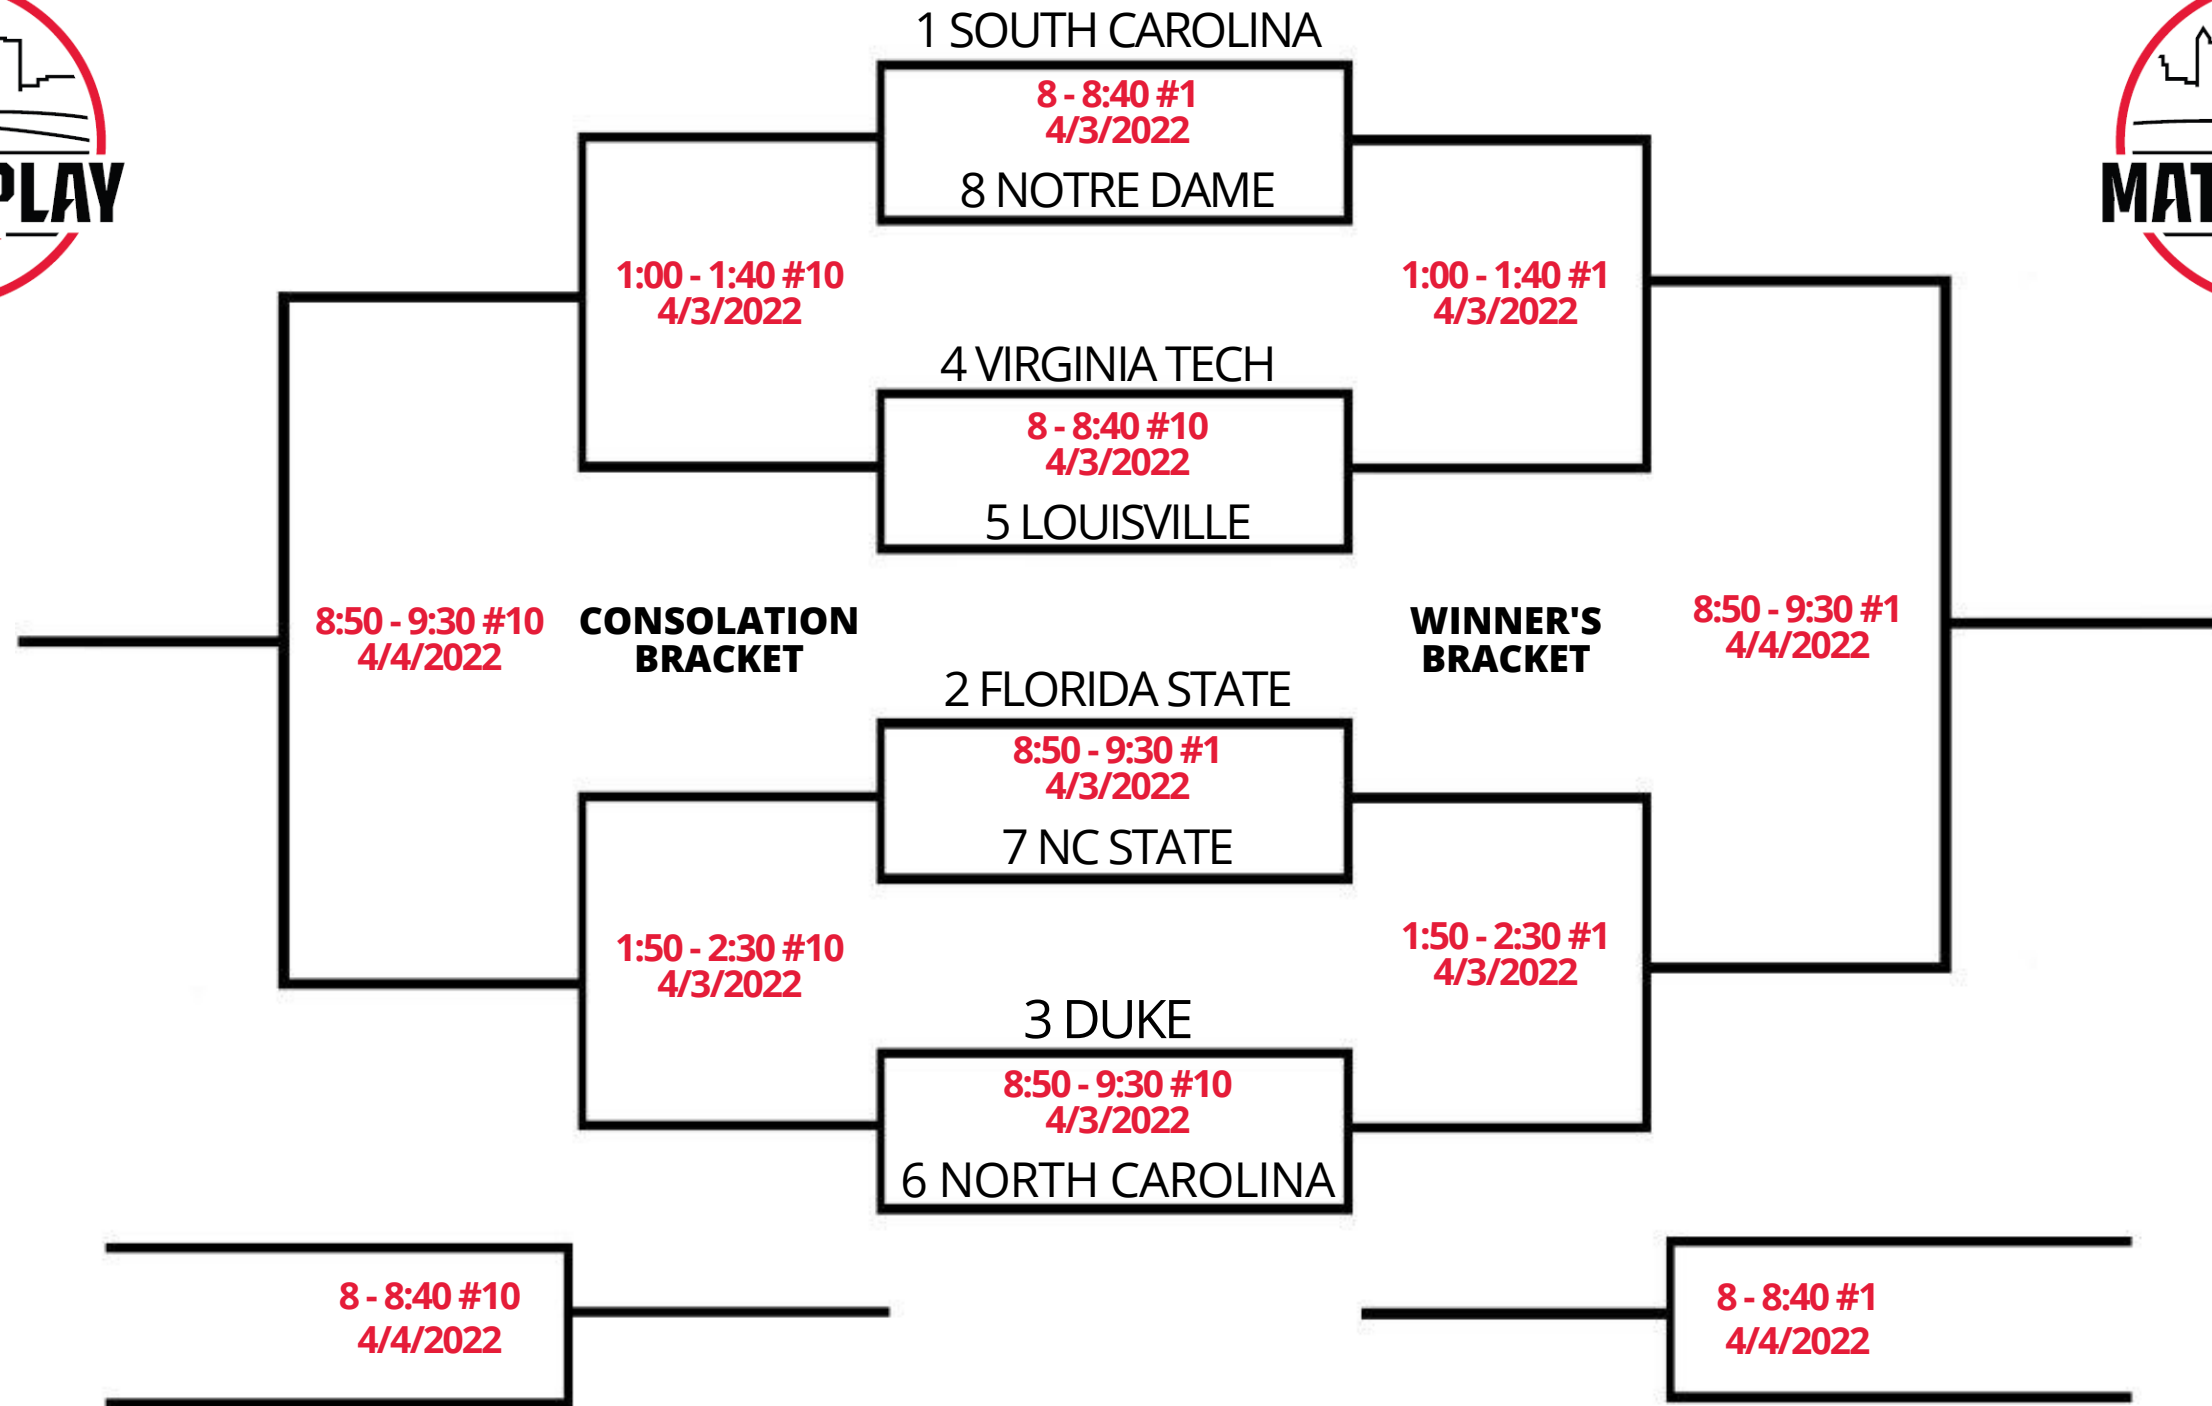 1 SOUTH CAROLINA
8 - 8:40 #1
4/3/2022
8 NOTRE DAME
PLAY
MAT
1:00 - 1:40 #10
4/3/2022
1:00 - 1:40 #1
4/3/2022
4 VIRGINIA TECH
8 - 8:40 #10
4/3/2022
5 LOUISVILLE
8:50 - 9:30 #10
4/4/2022
CONSOLATION
BRACKET
WINNER'S
BRACKET
8:50 - 9:30 #1
4/4/2022
2 FLORIDA STATE
8:50 - 9:30 #1
4/3/2022
7 NC STATE
1:50 - 2:30 #10
4/3/2022
1:50 - 2:30 #1
4/3/2022
3 DUKE
8:50 - 9:30 #10
4/3/2022
6 NORTH CAROLINA
8 - 8:40 #10
4/4/2022
8 - 8:40 #1
4/4/2022